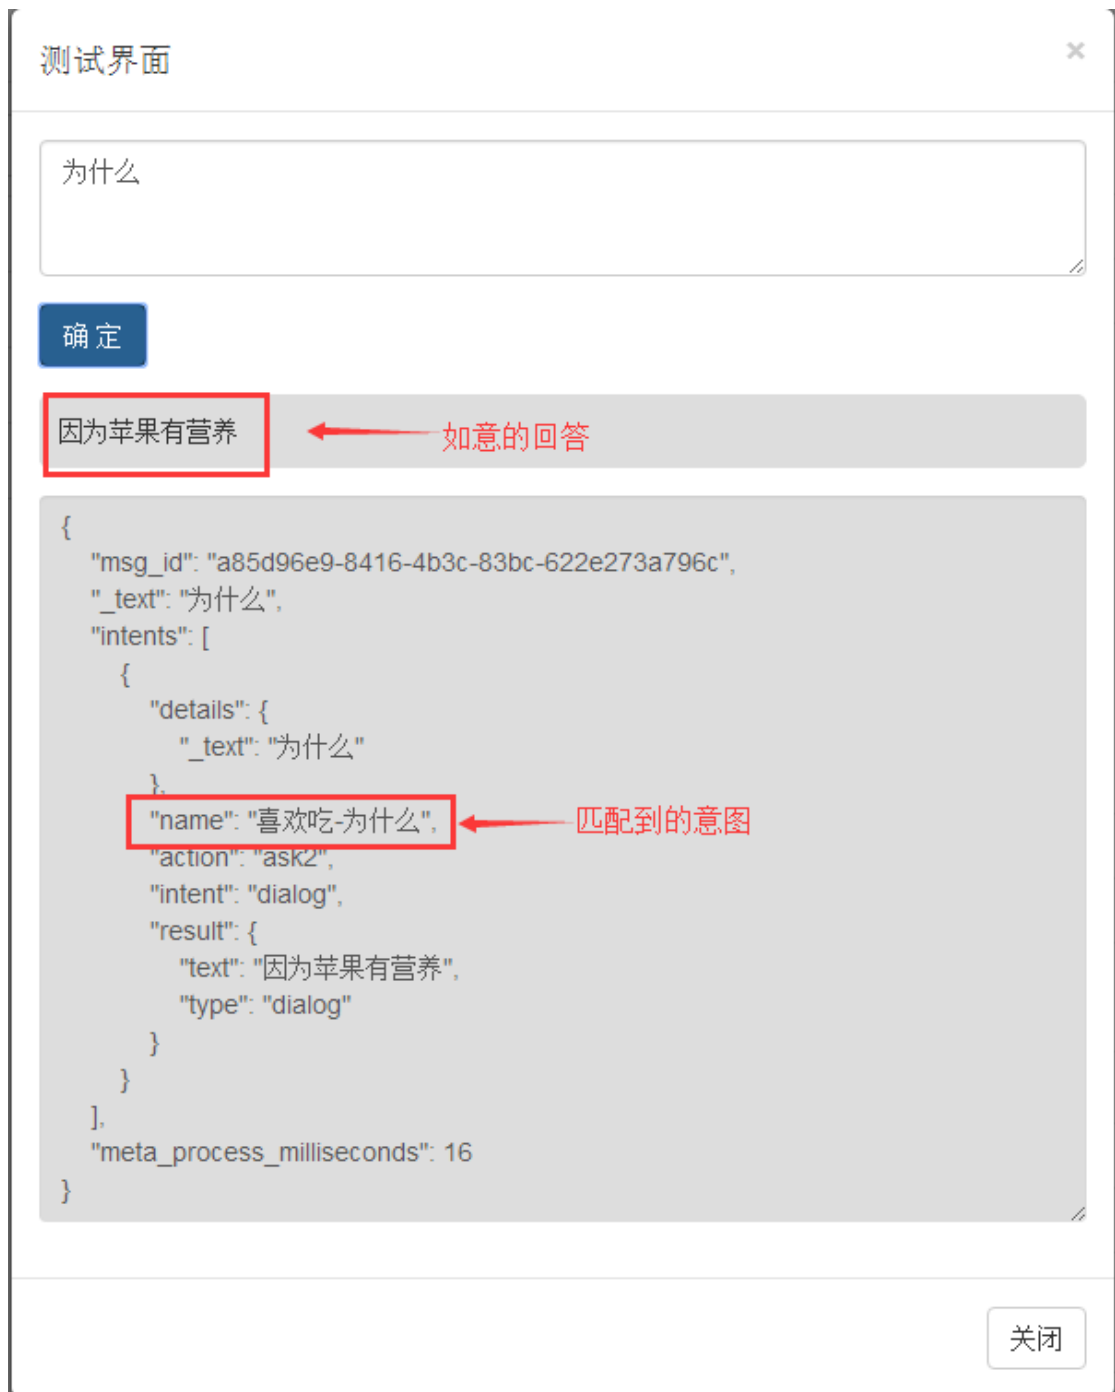 测试界面
×
为什么
确定
因为苹果有营养
如意的回答
{
"msg_id": "a85d96e9-8416-4b3c-83bc-622e273a796c",
"_text": "为什么",
"intents": [
{
"details": {
"_text": "为什么"
},
"name": "喜欢吃-为什么",
匹配到的意图
"action": "ask2",
"intent": "dialog",
"result": {
"text": "因为苹果有营养",
"type": "dialog"
}
}
],
"meta_process_milliseconds": 16
}
关闭